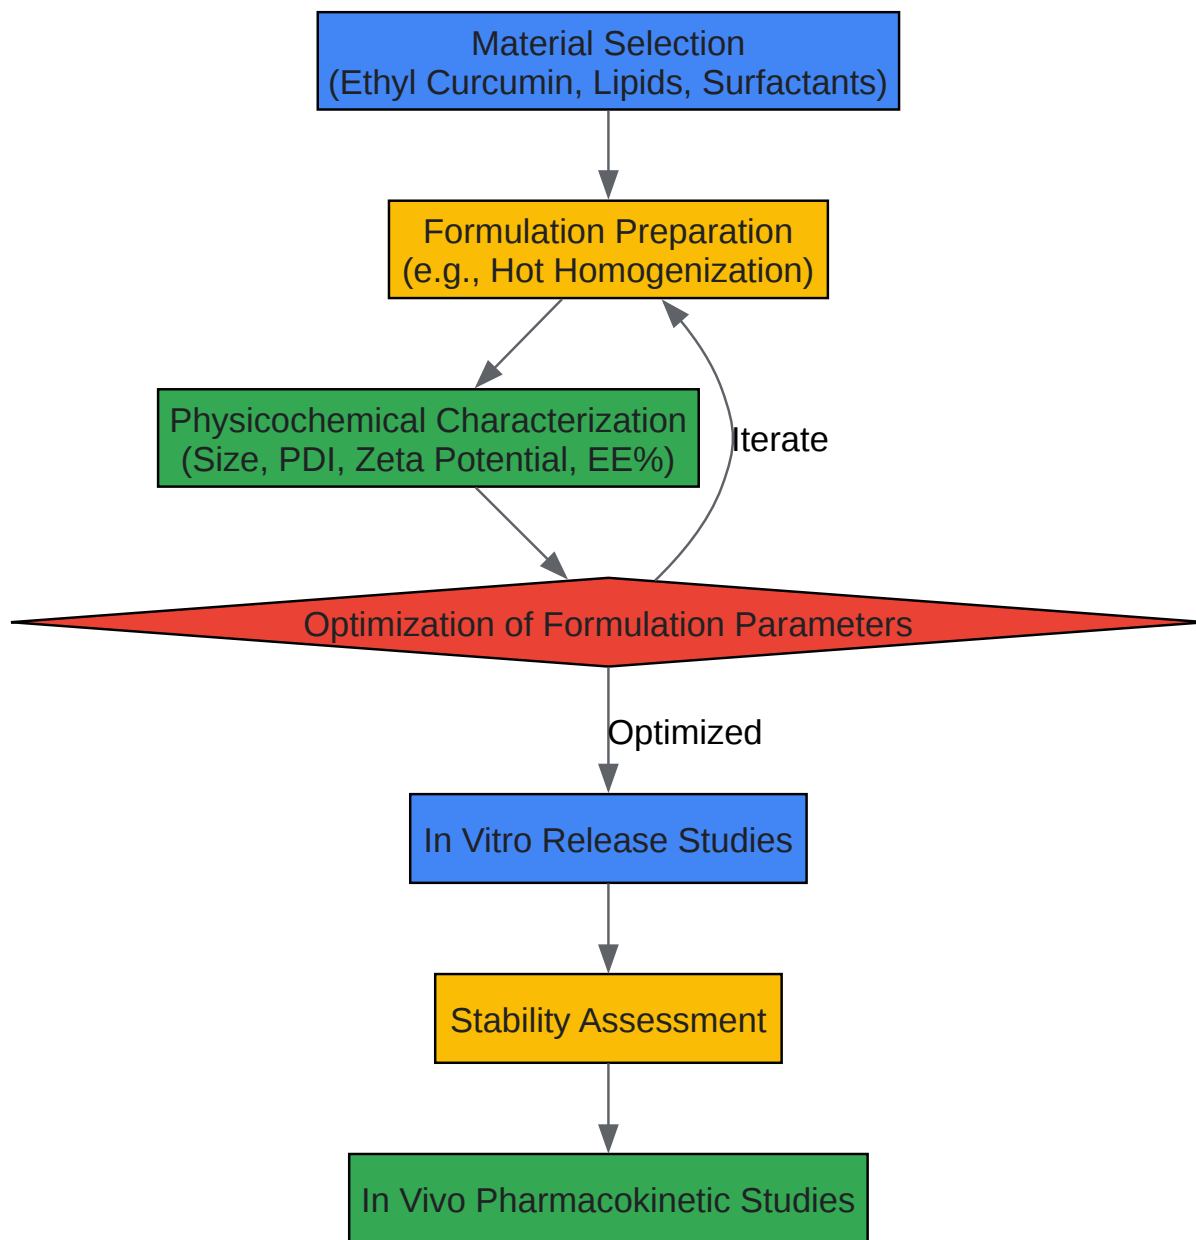 Material Selection
(Ethyl Curcumin, Lipids, Surfactants)
Formulation Preparation
(e.g., Hot Homogenization)
Physicochemical Characterization
(Size, PDI, Zeta Potential, EE%)
Iterate
Optimization of Formulation Parameters
Optimized
In Vitro Release Studies
Stability Assessment
In Vivo Pharmacokinetic Studies